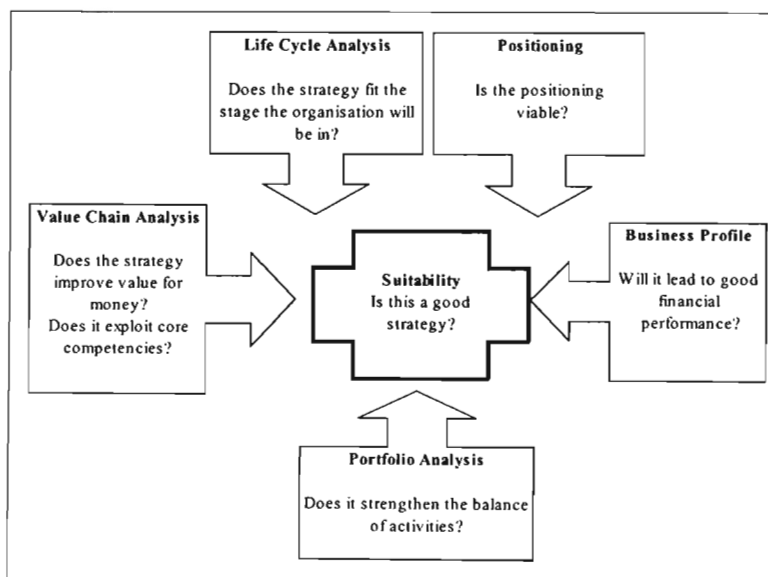 Life Cycle Analysis
Does the strategy fit the
stage the organisation will
be in?
Positioning
Is the positioning
viable?
Value Chain Analysis
Does the strategy
improve value for
money?
Does it exploit core
competencies?
Suitability
Is this a good
strategy?
Business Profile
Will it lead to good
financial
performance?
Portfolio Analysis
Does it strengthen the balance
of activities?